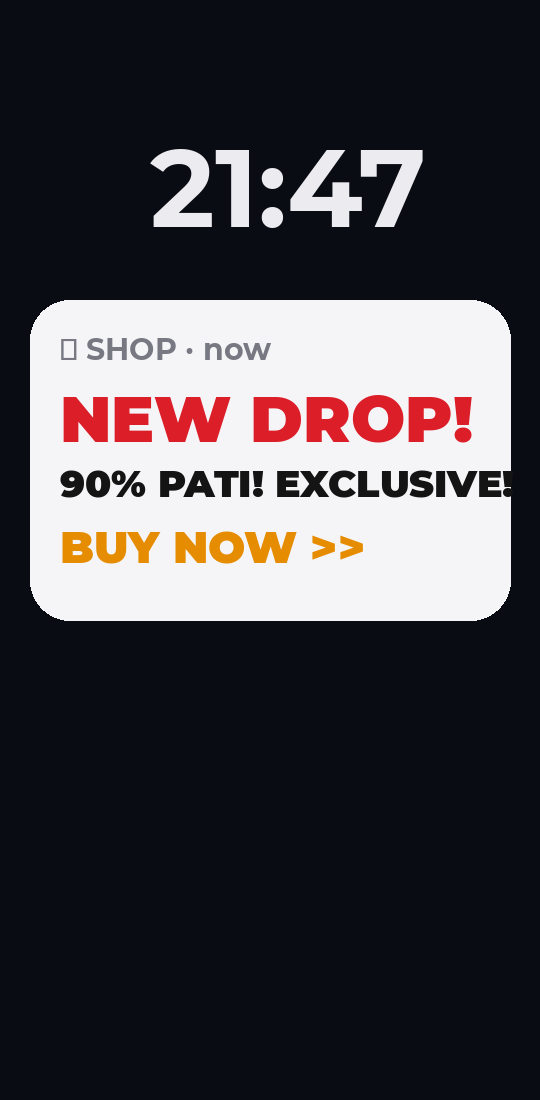 21:47
SHOP · now
NEW DROP!
90% PATI! EXCLUSIVE!
BUY NOW >>